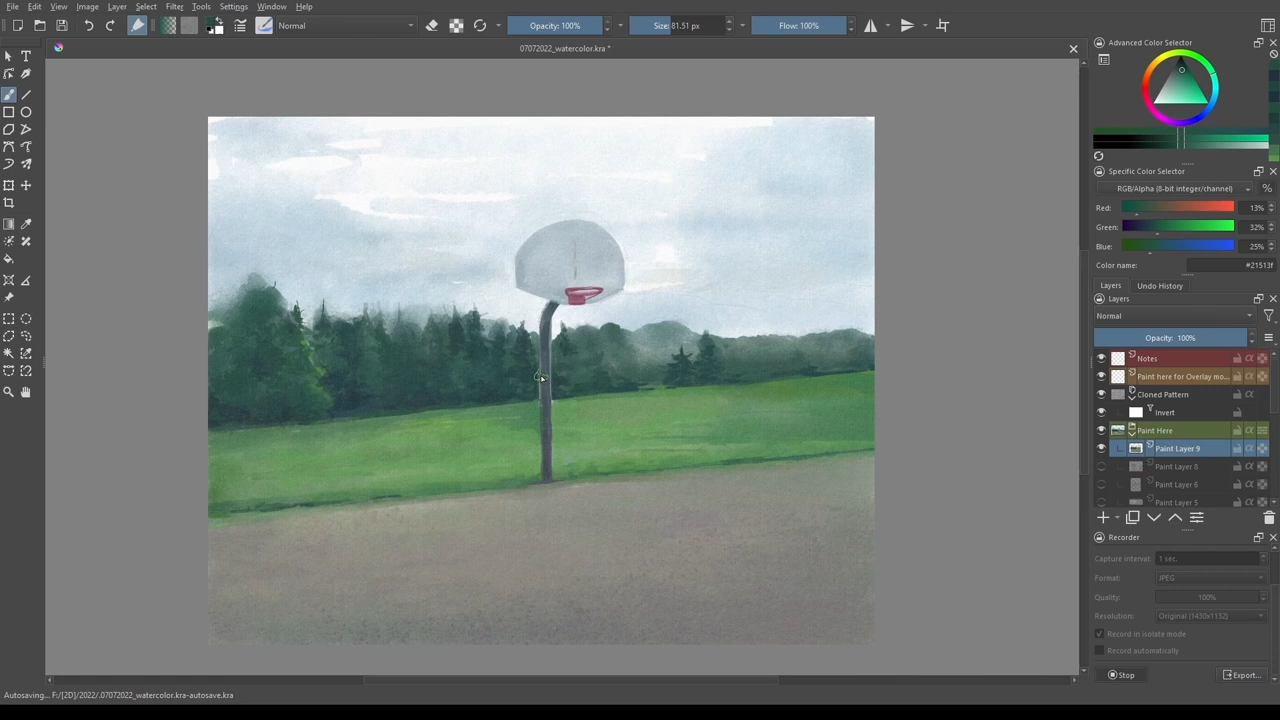 File Edit View Image Layer Select Filter Tools Settings Window Help
Normal Opacity: 100% Size: 81.51 px Flow: 100%
07072022_watercolor.kra *
Advanced Color Selector
Specific Color Selector
RGB/Alpha (8-bit integer/channel) %
Red: 13%
Green: 32%
Blue: 25%
Color name: #21513f
Layers Undo History
Layers
Normal
Opacity: 100%
Notes
Paint here for Overlay mo...
Cloned Pattern
Invert
Paint Here
Paint Layer 9
Paint Layer 8
Paint Layer 6
Paint Layer 5
Recorder
Capture interval: 1 sec.
Format: JPEG
Quality: 100%
Resolution: Original (1430x1132)
Record in isolate mode
Record automatically
Stop Export...
Autosaving... F:/[2D]/2022/.07072022_watercolor.kra-autosave.kra